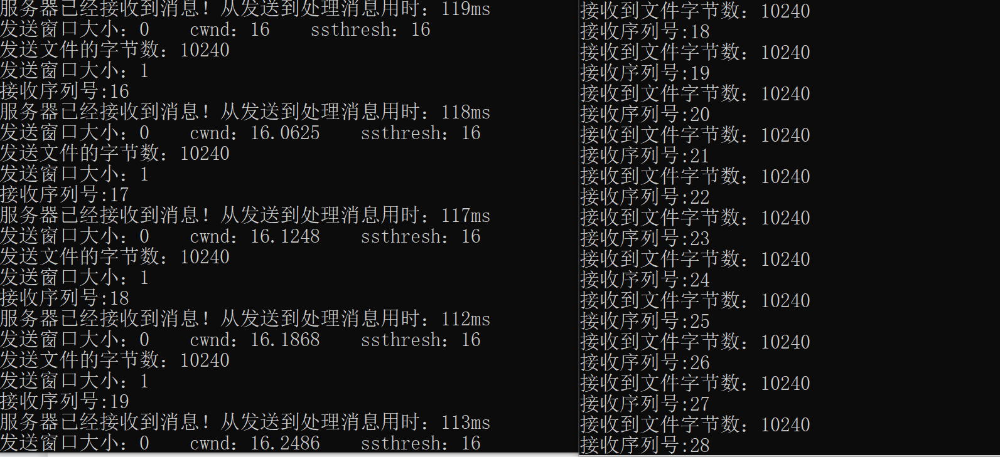 服务器已经接收到消息！从发送到处理消息用时：119ms
发送窗口大小：0    cwnd：16    ssthresh：16
发送文件的字节数：10240
发送窗口大小：1
接收序列号:16
服务器已经接收到消息！从发送到处理消息用时：118ms
发送窗口大小：0    cwnd：16.0625    ssthresh：16
发送文件的字节数：10240
发送窗口大小：1
接收序列号:17
服务器已经接收到消息！从发送到处理消息用时：117ms
发送窗口大小：0    cwnd：16.1248    ssthresh：16
发送文件的字节数：10240
发送窗口大小：1
接收序列号:18
服务器已经接收到消息！从发送到处理消息用时：112ms
发送窗口大小：0    cwnd：16.1868    ssthresh：16
发送文件的字节数：10240
发送窗口大小：1
接收序列号:19
服务器已经接收到消息！从发送到处理消息用时：113ms
发送窗口大小：0    cwnd：16.2486    ssthresh：16
接收到文件字节数：10240
接收序列号:18
接收到文件字节数：10240
接收序列号:19
接收到文件字节数：10240
接收序列号:20
接收到文件字节数：10240
接收序列号:21
接收到文件字节数：10240
接收序列号:22
接收到文件字节数：10240
接收序列号:23
接收到文件字节数：10240
接收序列号:24
接收到文件字节数：10240
接收序列号:25
接收到文件字节数：10240
接收序列号:26
接收到文件字节数：10240
接收序列号:27
接收到文件字节数：10240
接收序列号:28